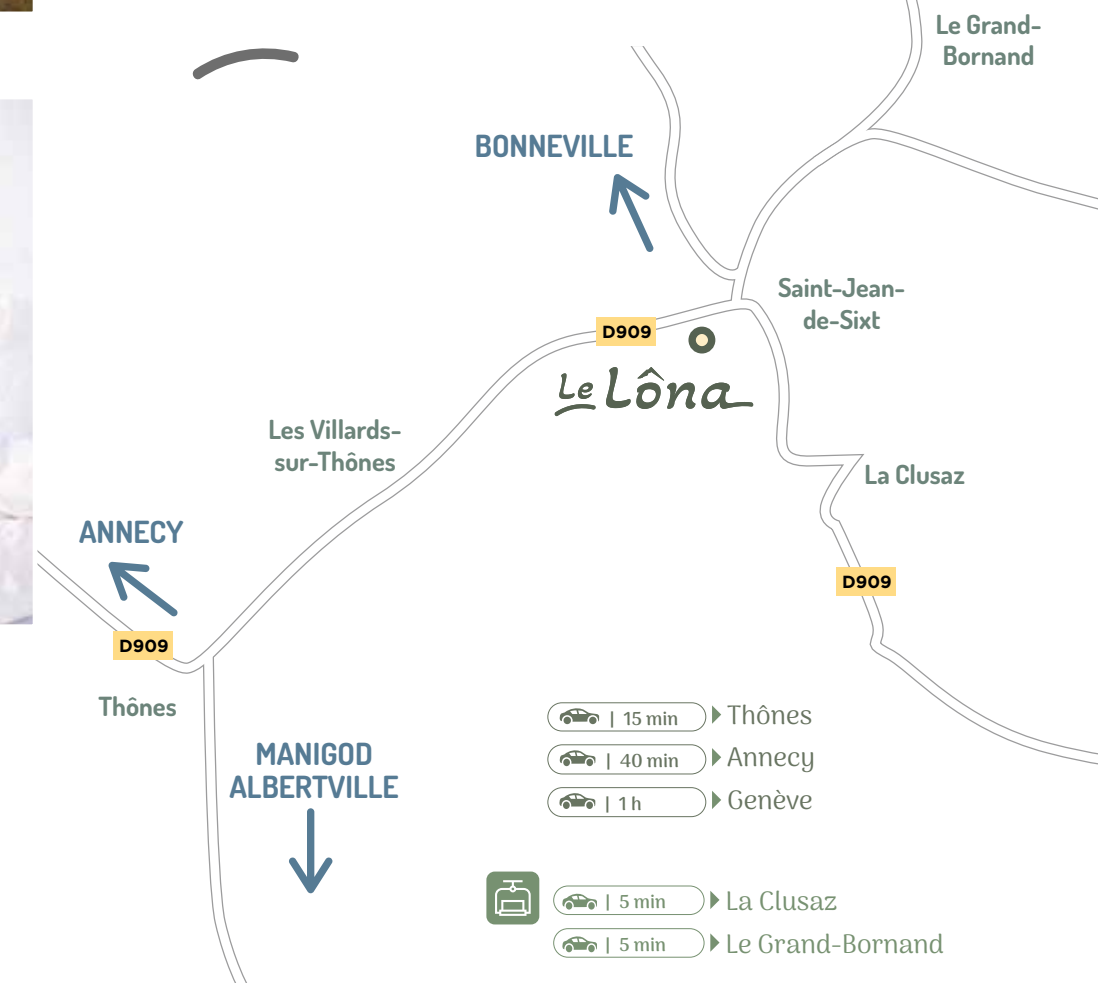 Le Grand-
Bornand
BONNEVILLE
Saint-Jean-
de-Sixt
D909
Le Lôna
Les Villards-
sur-Thônes
La Clusaz
ANNECY
D909
D909
Thônes
MANIGOD
ALBERTVILLE
| 15 min Thônes
| 40 min Annecy
| 1 h Genève
| 5 min La Clusaz
| 5 min Le Grand-Bornand